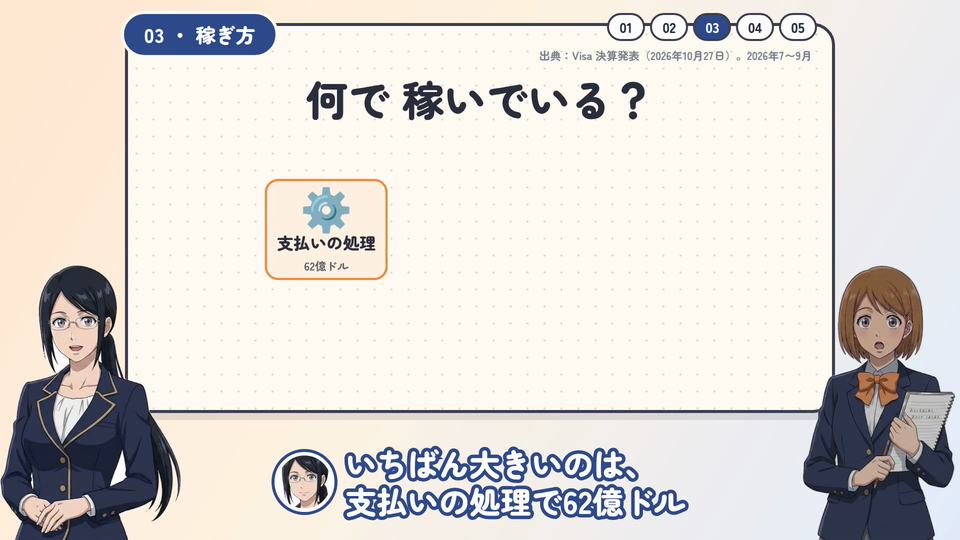 03 ・ 稼ぎ方
01 02 03 04 05
出典：Visa 決算発表（2026年10月27日）。2026年7〜9月
何で 稼いでいる？
支払いの処理
62億ドル
いちばん大きいのは、
支払いの処理で62億ドル